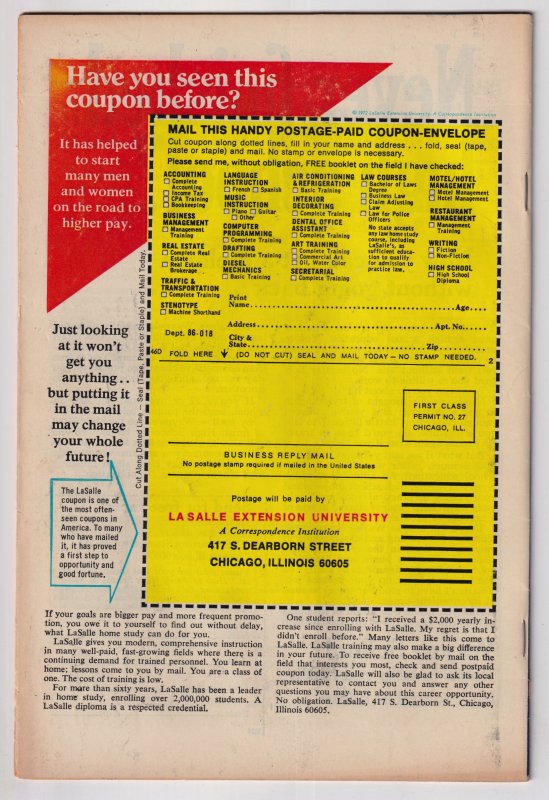 Have you seen this
coupon before?
It has helped
to start
many men
and women
on the road to
higher pay.
Just looking
at it won't
get you
anything . .
but putting it
in the mail
may change
your whole
future!
The LaSalle
coupon is one of
the most often-
seen coupons in
America. To many
who have mailed
it, it has proved
a first step to
opportunity and
good fortune.
© 1972 LaSalle Extension University, A Correspondence Institution
MAIL THIS HANDY POSTAGE-PAID COUPON-ENVELOPE
Cut coupon along dotted lines, fill in your name and address . . . fold, seal (tape,
paste or staple) and mail. No stamp or envelope is necessary.
Please send me, without obligation, FREE booklet on the field I have checked:
ACCOUNTING
Complete
Accounting
Income Tax
CPA Training
Bookkeeping
BUSINESS
MANAGEMENT
Management
Training
REAL ESTATE
Complete Real
Estate
Real Estate
Brokerage
TRAFFIC &
TRANSPORTATION
Complete Training
STENOTYPE
Machine Shorthand
LANGUAGE
INSTRUCTION
French Spanish
MUSIC
INSTRUCTION
Piano Guitar
Other
COMPUTER
PROGRAMMING
Complete Training
DRAFTING
Complete Training
DIESEL
MECHANICS
Basic Training
AIR CONDITIONING
& REFRIGERATION
Basic Training
INTERIOR
DECORATING
Complete Training
DENTAL OFFICE
ASSISTANT
Complete Training
ART TRAINING
Complete Training
Commercial Art
Oil, Water Color
SECRETARIAL
Complete Training
LAW COURSES
Bachelor of Laws
Degree
Business Law
Claim Adjusting
Law
Law for Police
Officers
No state accepts
any law home study
course, including
LaSalle's, as
sufficient educa-
tion to qualify
for admission to
practice law.
MOTEL/HOTEL
MANAGEMENT
Motel Management
Hotel Management
RESTAURANT
MANAGEMENT
Management
Training
WRITING
Fiction
Non-Fiction
HIGH SCHOOL
High School
Diploma
Print
Name Age
Address Apt. No.
Dept. 86-018
City &
State Zip
46D FOLD HERE ↓ (DO NOT CUT) SEAL AND MAIL TODAY — NO STAMP NEEDED. 2
Cut Along Dotted Line — Seal (Tape, Paste or Staple) and Mail Today.
FIRST CLASS
PERMIT NO. 27
CHICAGO, ILL.
BUSINESS REPLY MAIL
No postage stamp required if mailed in the United States
Postage will be paid by
LA SALLE EXTENSION UNIVERSITY
A Correspondence Institution
417 S. DEARBORN STREET
CHICAGO, ILLINOIS 60605
If your goals are bigger pay and more frequent promo-
tion, you owe it to yourself to find out without delay,
what LaSalle home study can do for you.
LaSalle gives you modern, comprehensive instruction
in many well-paid, fast-growing fields where there is a
continuing demand for trained personnel. You learn at
home; lessons come to you by mail. You are a class of
one. The cost of training is low.
For more than sixty years, LaSalle has been a leader
in home study, enrolling over 2,000,000 students. A
LaSalle diploma is a respected credential.
One student reports: "I received a $2,000 yearly in-
crease since enrolling with LaSalle. My regret is that I
didn't enroll before." Many letters like this come to
LaSalle. LaSalle training may also make a big difference
in your future. To receive free booklet by mail on the
field that interests you most, check and send postpaid
coupon today. LaSalle will also be glad to ask its local
representative to contact you and answer any other
questions you may have about this career opportunity.
No obligation. LaSalle, 417 S. Dearborn St., Chicago,
Illinois 60605.